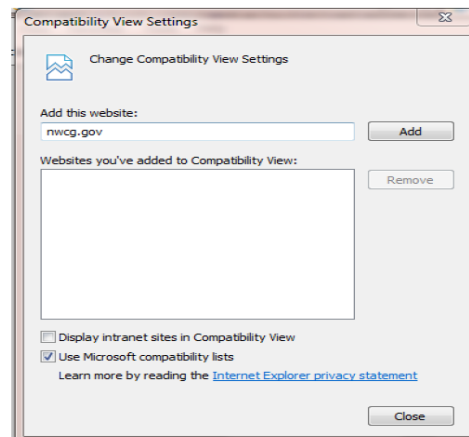 Compatibility View Settings
Change Compatibility View Settings
Add this website:
nwcg.gov
Add
Websites you've added to Compatibility View:
Remove
Display intranet sites in Compatibility View
Use Microsoft compatibility lists
Learn more by reading the Internet Explorer privacy statement
Close